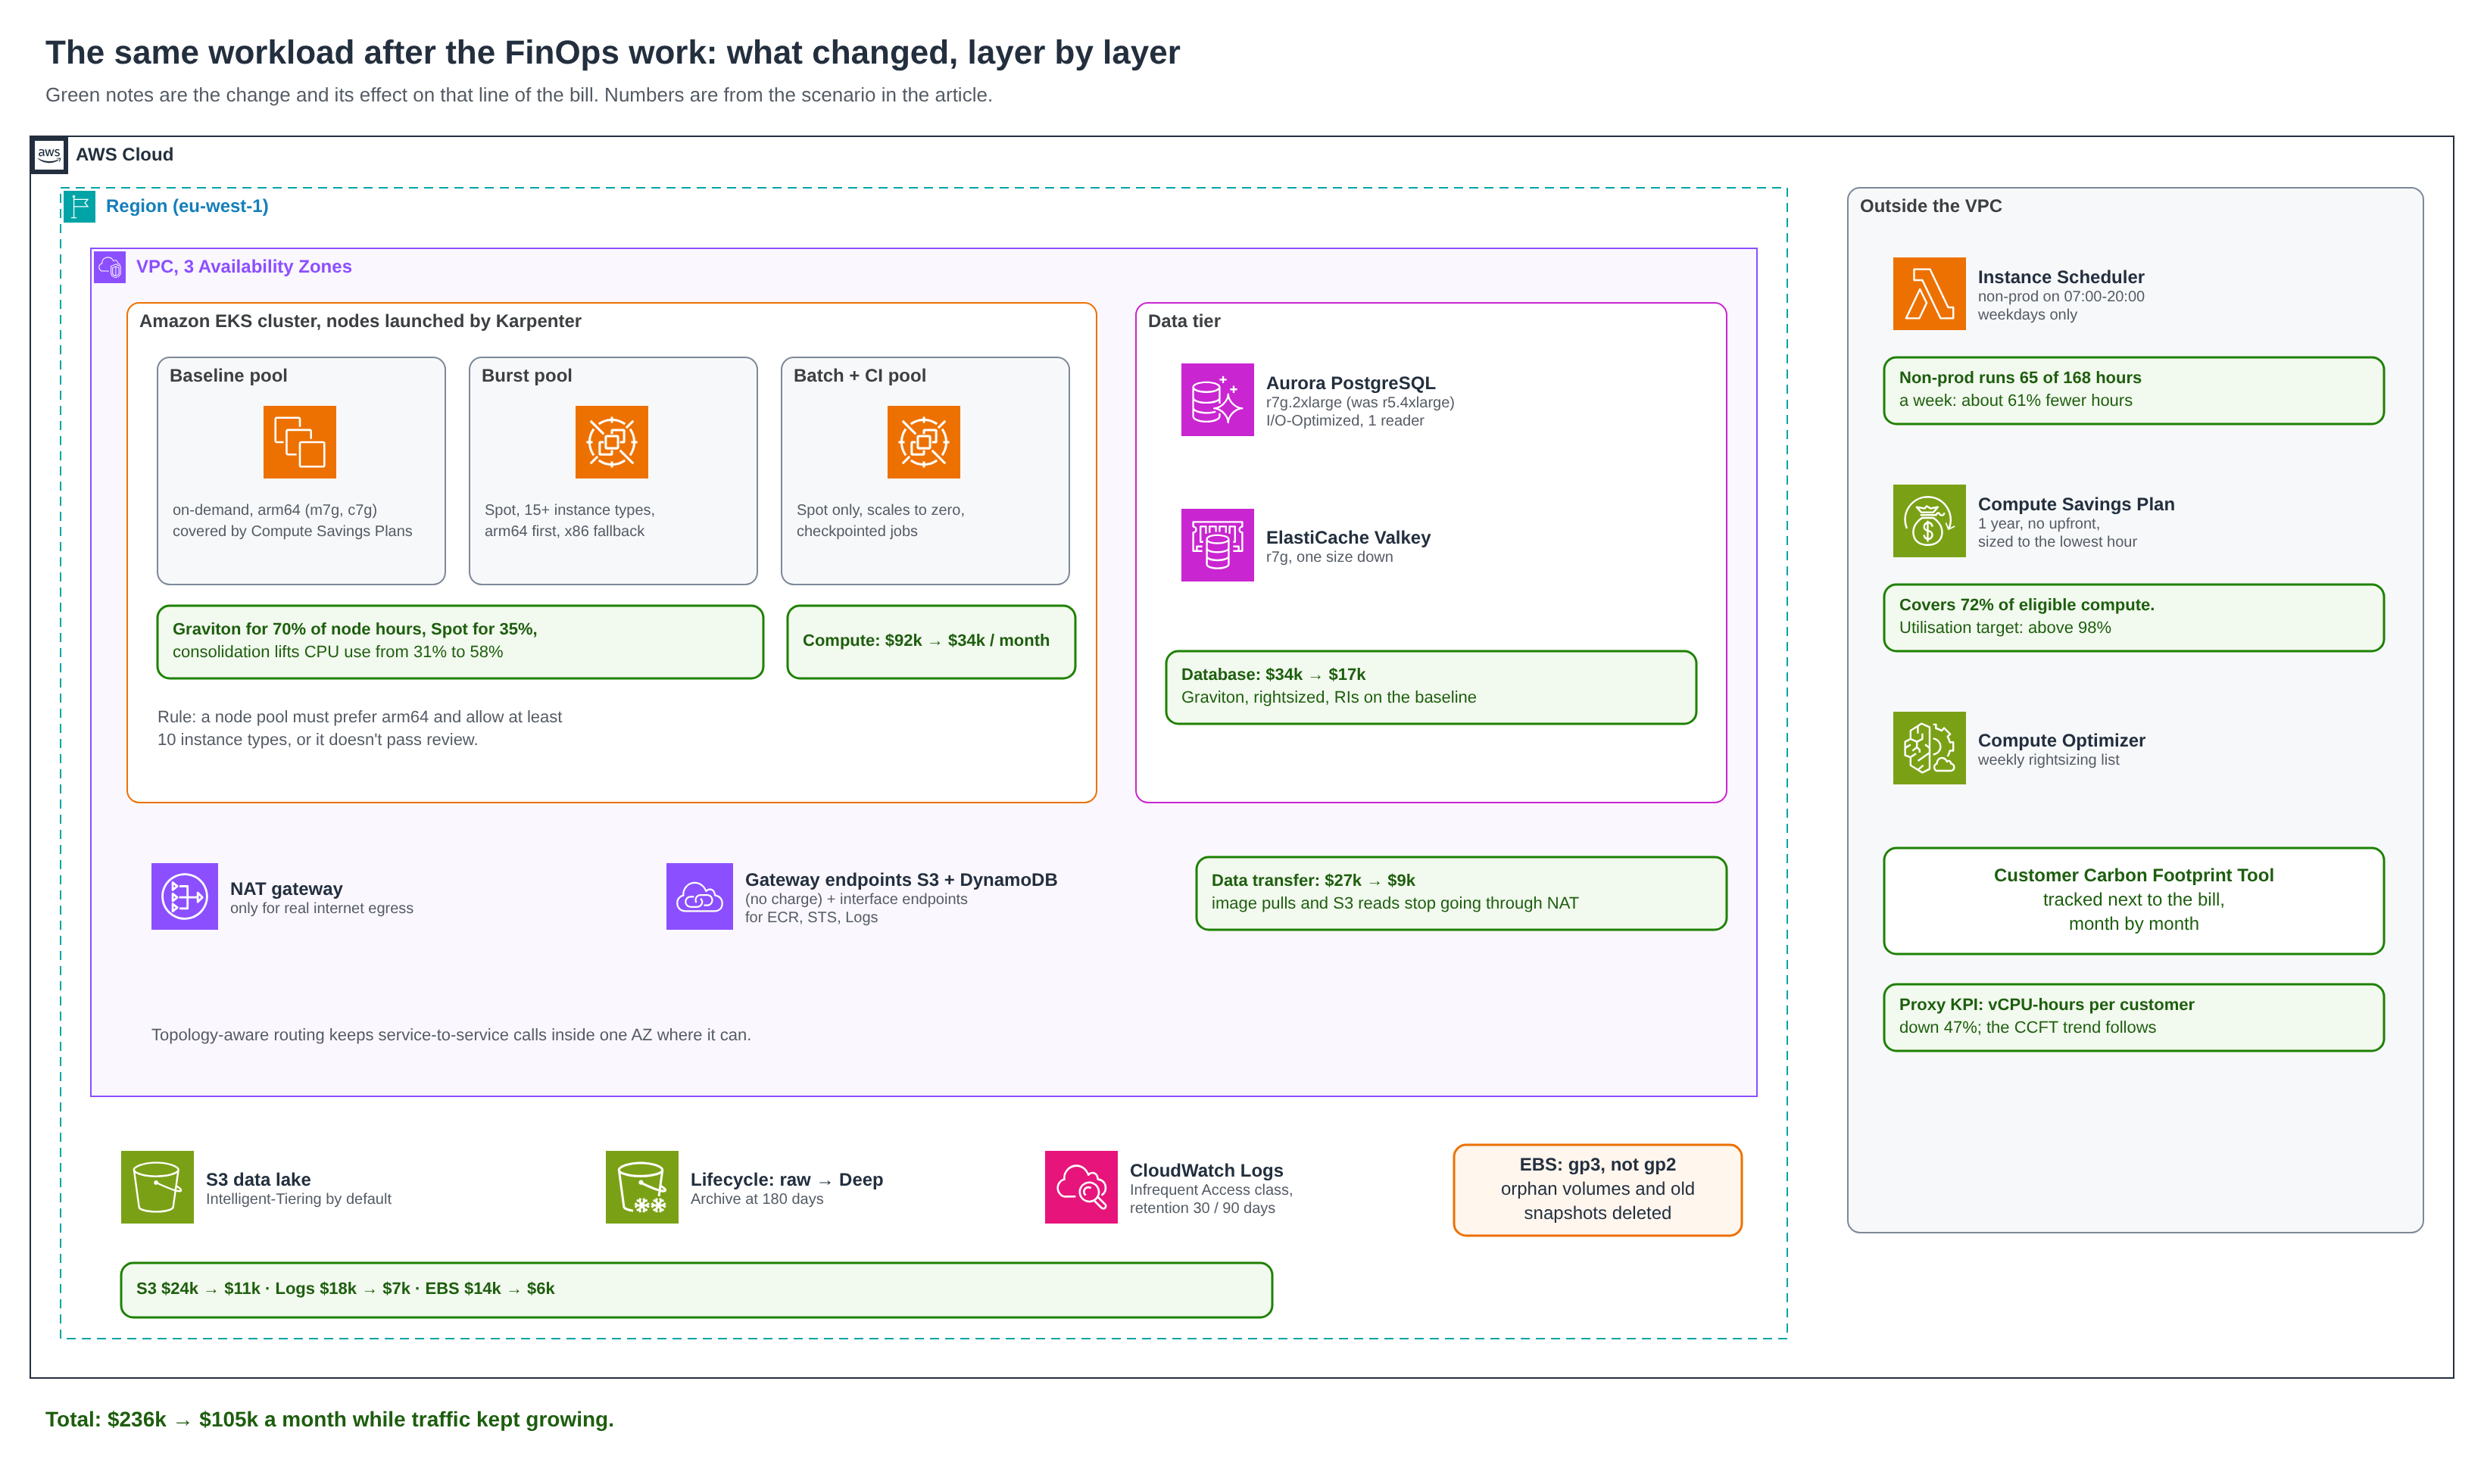 The same workload after the FinOps work: what changed, layer by layer
Green notes are the change and its effect on that line of the bill. Numbers are from the scenario in the article.
aws
AWS Cloud
Region (eu-west-1)
VPC, 3 Availability Zones
Amazon EKS cluster, nodes launched by Karpenter
Baseline pool
on-demand, arm64 (m7g, c7g)
covered by Compute Savings Plans
Burst pool
Spot, 15+ instance types,
arm64 first, x86 fallback
Batch + CI pool
Spot only, scales to zero,
checkpointed jobs
Graviton for 70% of node hours, Spot for 35%,
consolidation lifts CPU use from 31% to 58%
Compute: $92k → $34k / month
Rule: a node pool must prefer arm64 and allow at least
10 instance types, or it doesn't pass review.
Data tier
Aurora PostgreSQL
r7g.2xlarge (was r5.4xlarge)
I/O-Optimized, 1 reader
ElastiCache Valkey
r7g, one size down
Database: $34k → $17k
Graviton, rightsized, RIs on the baseline
NAT gateway
only for real internet egress
Gateway endpoints S3 + DynamoDB
(no charge) + interface endpoints
for ECR, STS, Logs
Data transfer: $27k → $9k
image pulls and S3 reads stop going through NAT
Topology-aware routing keeps service-to-service calls inside one AZ where it can.
S3 data lake
Intelligent-Tiering by default
Lifecycle: raw → Deep
Archive at 180 days
CloudWatch Logs
Infrequent Access class,
retention 30 / 90 days
EBS: gp3, not gp2
orphan volumes and old
snapshots deleted
S3 $24k → $11k · Logs $18k → $7k · EBS $14k → $6k
Outside the VPC
Instance Scheduler
non-prod on 07:00-20:00
weekdays only
Non-prod runs 65 of 168 hours
a week: about 61% fewer hours
Compute Savings Plan
1 year, no upfront,
sized to the lowest hour
Covers 72% of eligible compute.
Utilisation target: above 98%
Compute Optimizer
weekly rightsizing list
Customer Carbon Footprint Tool
tracked next to the bill,
month by month
Proxy KPI: vCPU-hours per customer
down 47%; the CCFT trend follows
Total: $236k → $105k a month while traffic kept growing.